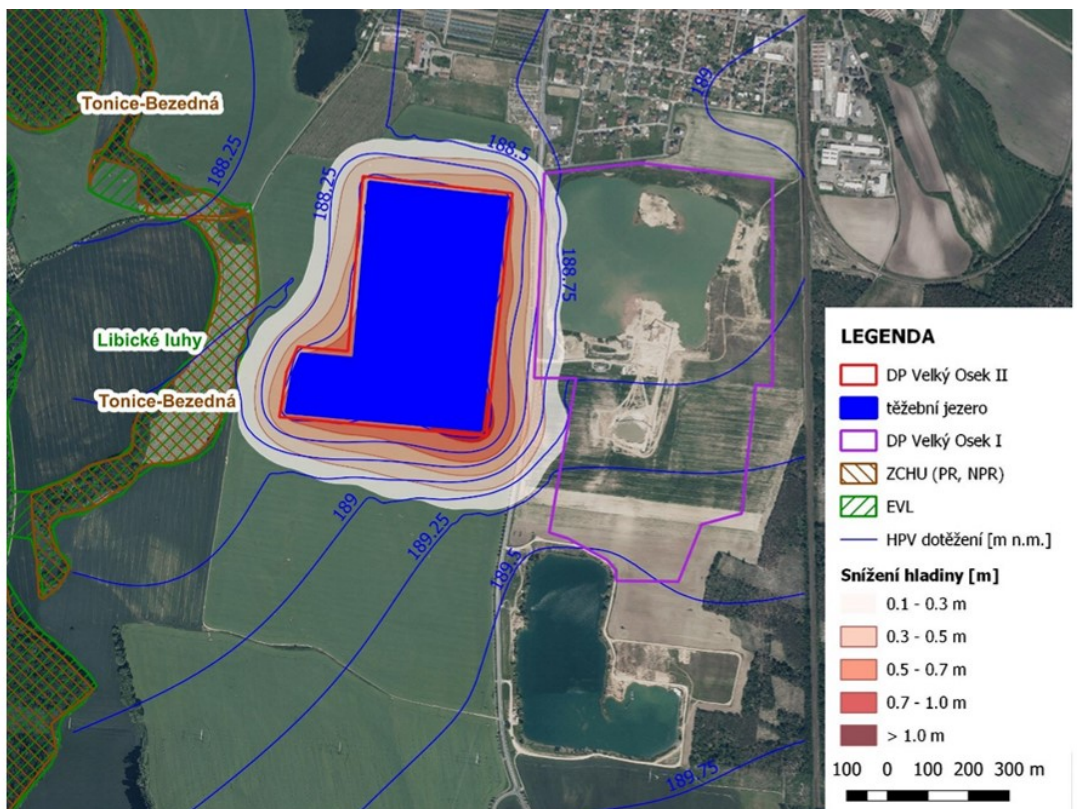 Tonice-Bezedná
188.25
188.5
189
188.25
188.75
Libické luhy
Tonice-Bezedná
189
189.25
189.5
189.75
LEGENDA
DP Velký Osek II
těžební jezero
DP Velký Osek I
ZCHU (PR, NPR)
EVL
HPV dotěžení [m n.m.]
Snížení hladiny [m]
0.1 - 0.3 m
0.3 - 0.5 m
0.5 - 0.7 m
0.7 - 1.0 m
> 1.0 m
100 0 100 200 300 m